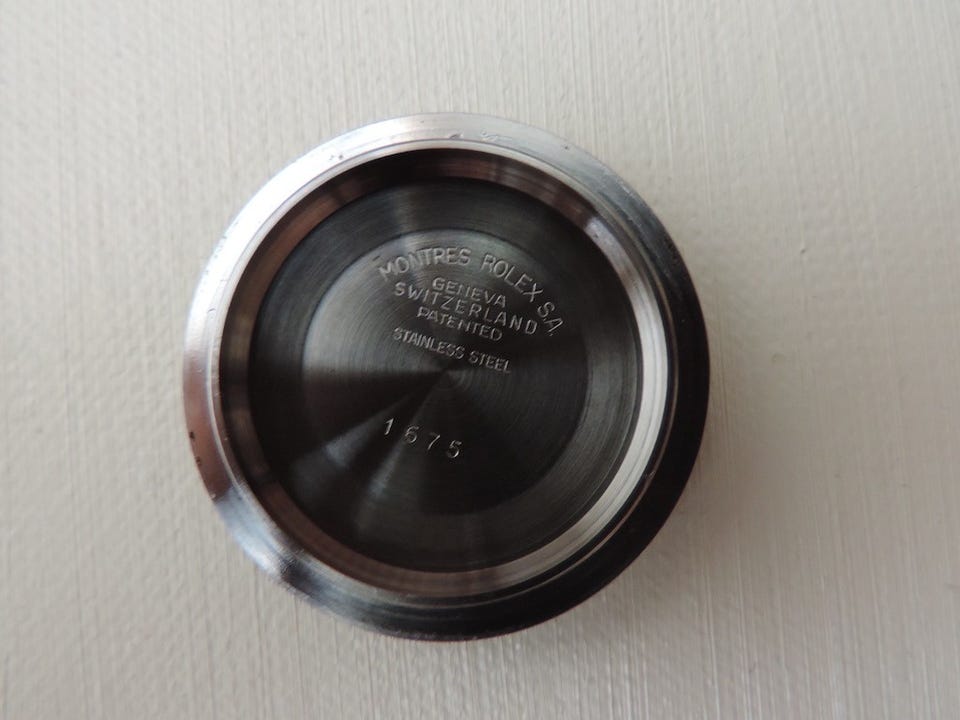 MONTRES ROLEX S.A.
GENEVA
SWITZERLAND
PATENTED
STAINLESS STEEL
1675